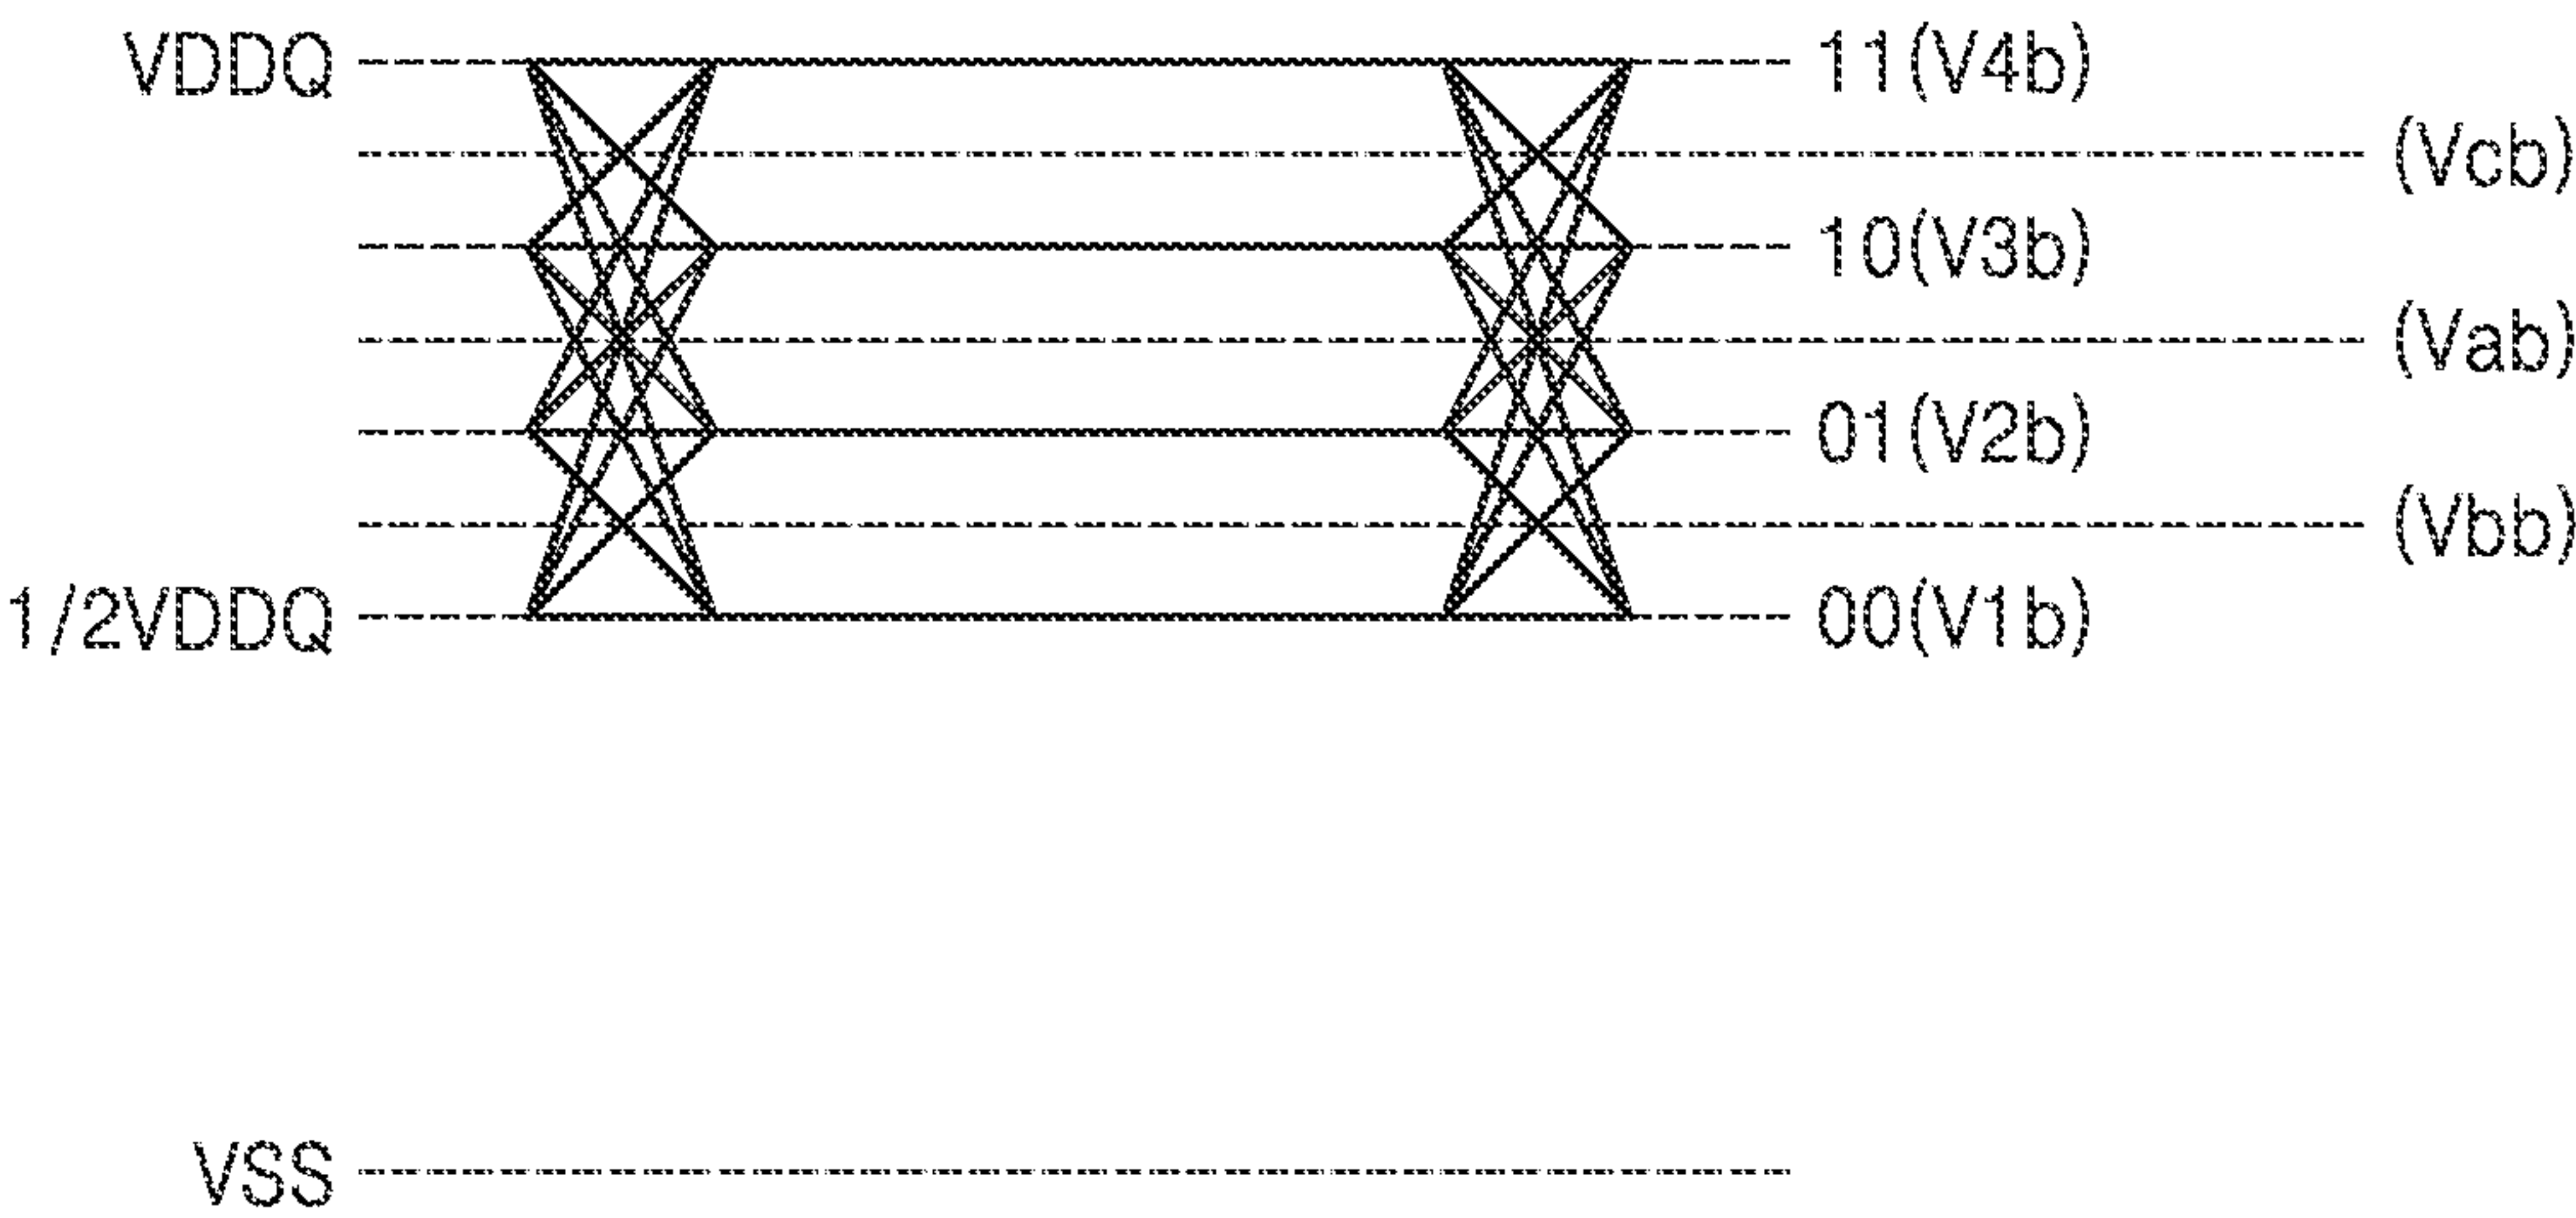 VDDQ 11(V4b)
(Vcb)
10(V3b)
(Vab)
01(V2b)
(Vbb)
1/2VDDQ 00(V1b)
VSS